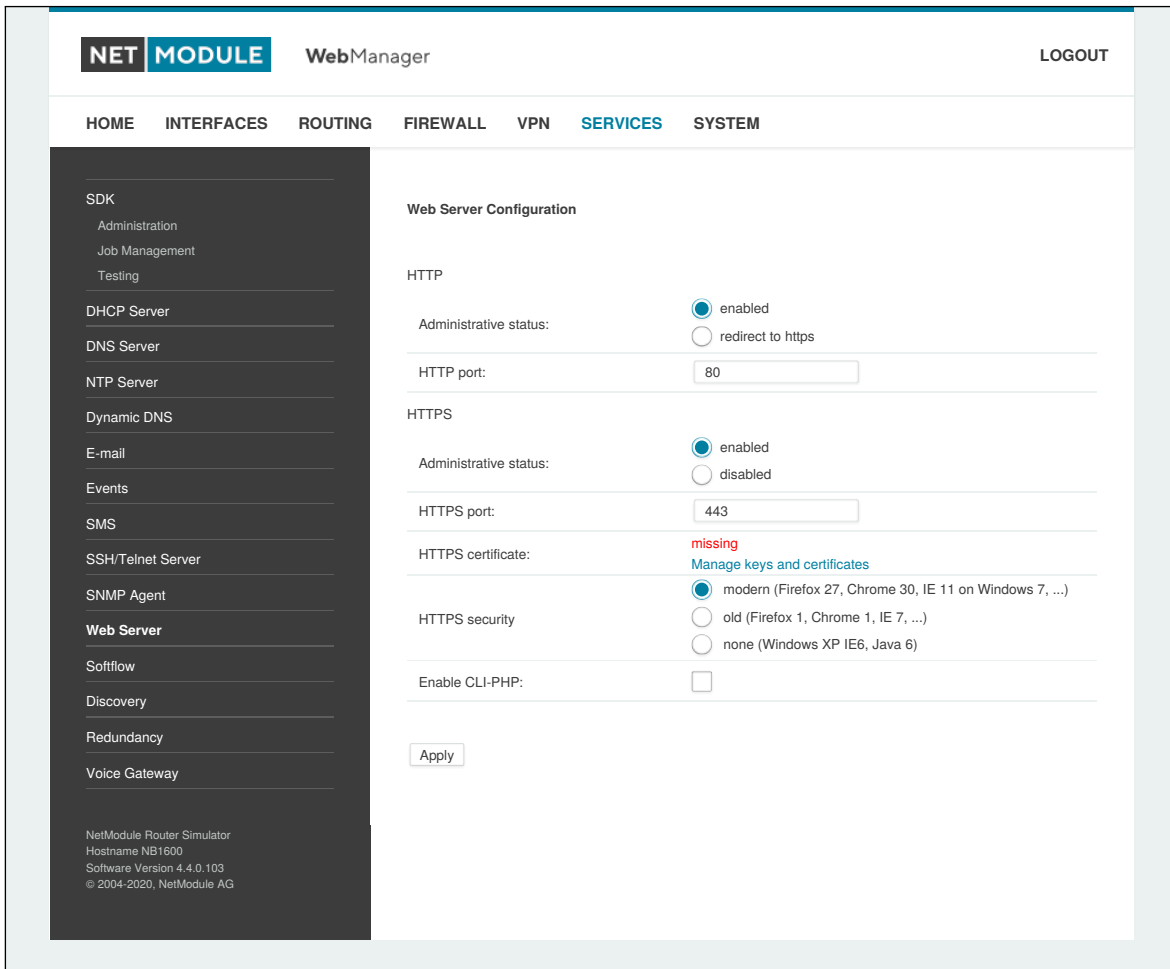 NET MODULE WebManager LOGOUT
HOME INTERFACES ROUTING FIREWALL VPN SERVICES SYSTEM
SDK
Administration
Job Management
Testing
DHCP Server
DNS Server
NTP Server
Dynamic DNS
E-mail
Events
SMS
SSH/Telnet Server
SNMP Agent
Web Server
Softflow
Discovery
Redundancy
Voice Gateway
NetModule Router Simulator
Hostname NB1600
Software Version 4.4.0.103
© 2004-2020, NetModule AG
Web Server Configuration
HTTP
Administrative status:
enabled
redirect to https
HTTP port: 80
HTTPS
Administrative status:
enabled
disabled
HTTPS port: 443
HTTPS certificate:
missing
Manage keys and certificates
HTTPS security
modern (Firefox 27, Chrome 30, IE 11 on Windows 7, ...)
old (Firefox 1, Chrome 1, IE 7, ...)
none (Windows XP IE6, Java 6)
Enable CLI-PHP:
Apply